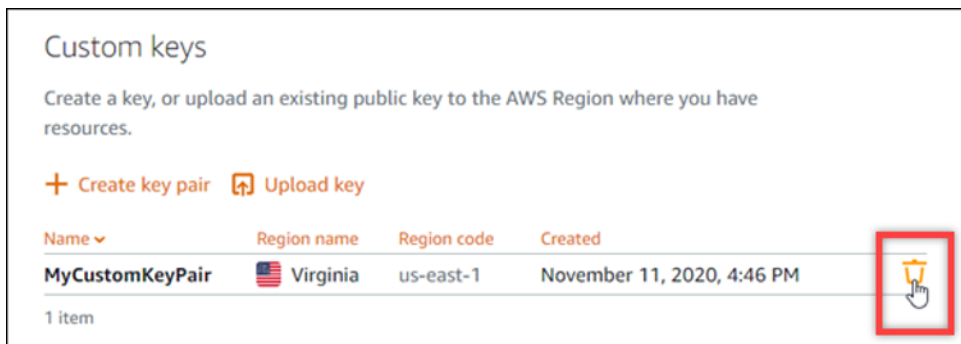 Custom keys
Create a key, or upload an existing public key to the AWS Region where you have
resources.
Create key pair Upload key
Name Region name Region code Created
MyCustomKeyPair Virginia us-east-1 November 11, 2020, 4:46 PM
1 item